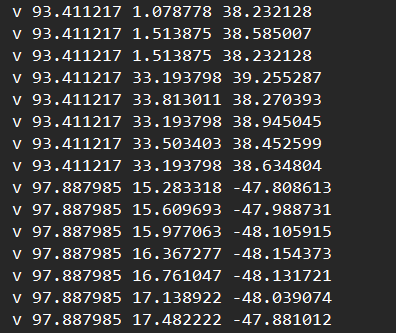 v 93.411217 1.078778 38.232128
v 93.411217 1.513875 38.585007
v 93.411217 1.513875 38.232128
v 93.411217 33.193798 39.255287
v 93.411217 33.813011 38.270393
v 93.411217 33.193798 38.945045
v 93.411217 33.503403 38.452599
v 93.411217 33.193798 38.634804
v 97.887985 15.283318 -47.808613
v 97.887985 15.609693 -47.988731
v 97.887985 15.977063 -48.105915
v 97.887985 16.367277 -48.154373
v 97.887985 16.761047 -48.131721
v 97.887985 17.138922 -48.039074
v 97.887985 17.482222 -47.881012